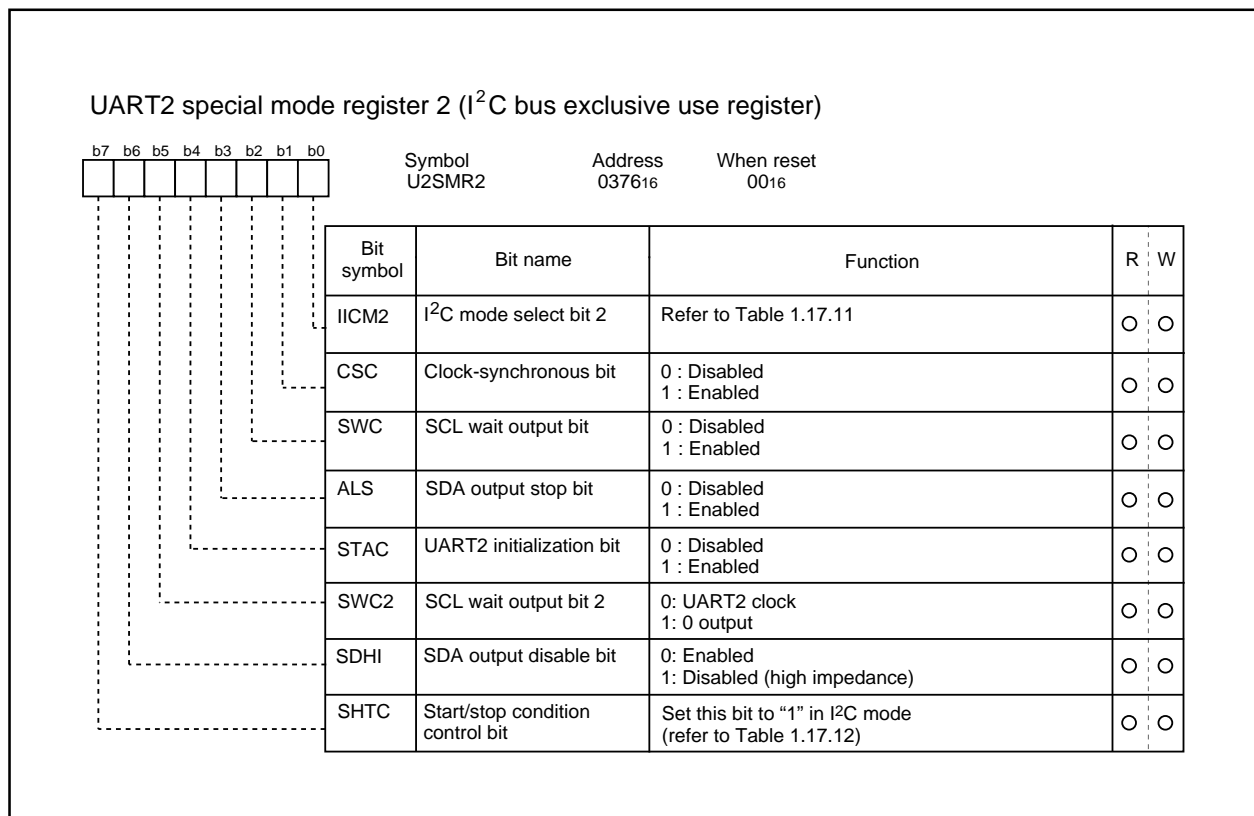 UART2 special mode register 2 (I²C bus exclusive use register)
b7 b6 b5 b4 b3 b2 b1 b0
Symbol Address When reset
U2SMR2 037616 0016
Bit symbol Bit name Function R W
IICM2 I²C mode select bit 2 Refer to Table 1.17.11
CSC Clock-synchronous bit 0 : Disabled
1 : Enabled
SWC SCL wait output bit 0 : Disabled
1 : Enabled
ALS SDA output stop bit 0 : Disabled
1 : Enabled
STAC UART2 initialization bit 0 : Disabled
1 : Enabled
SWC2 SCL wait output bit 2 0: UART2 clock
1: 0 output
SDHI SDA output disable bit 0: Enabled
1: Disabled (high impedance)
SHTC Start/stop condition control bit Set this bit to “1” in I²C mode
(refer to Table 1.17.12)